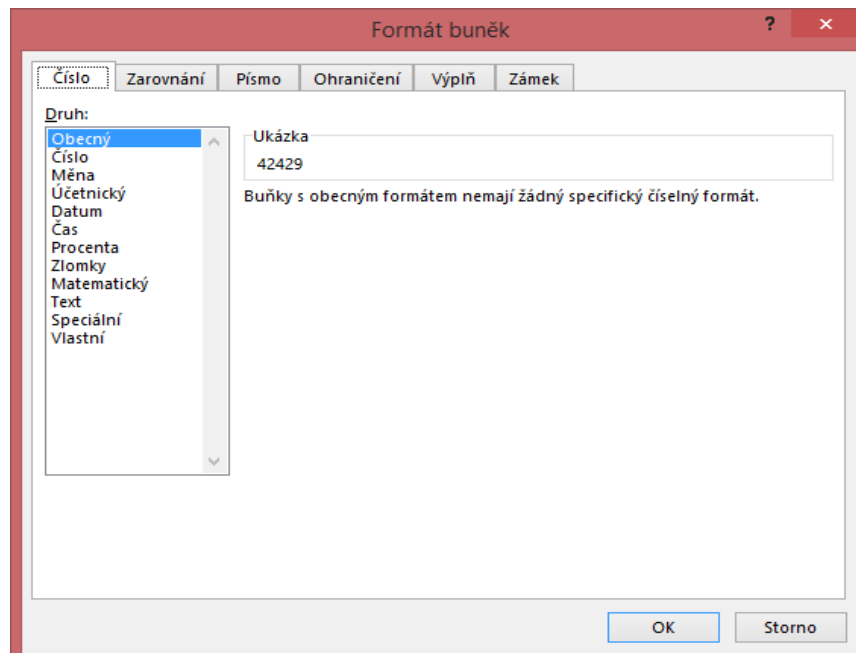 Formát buněk
?
Číslo Zarovnání Písmo Ohraničení Výplň Zámek
Druh:
Obecný
Číslo
Měna
Účetnický
Datum
Čas
Procenta
Zlomky
Matematický
Text
Speciální
Vlastní
Ukázka
42429
Buňky s obecným formátem nemají žádný specifický číselný formát.
OK Storno